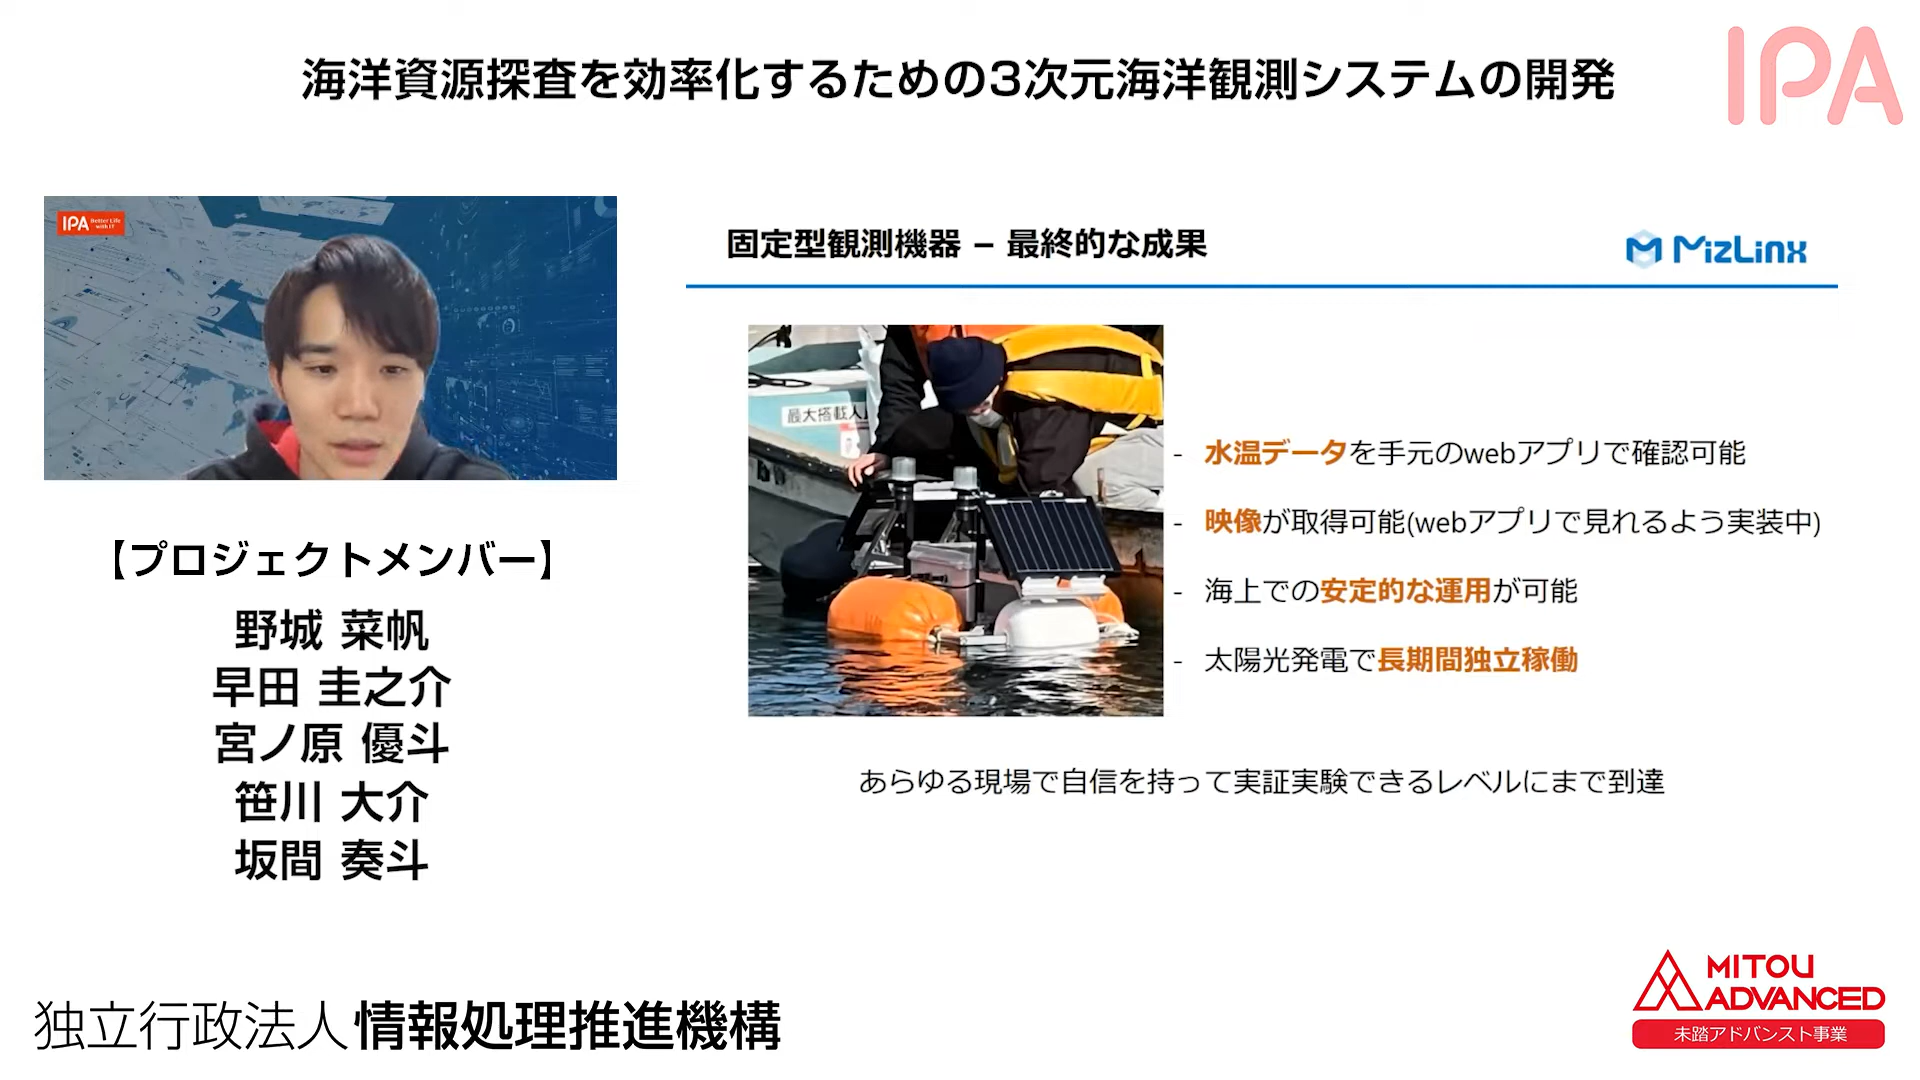 海洋資源探査を効率化するための3次元海洋観測システムの開発
IPA
IPA Better Life
with IT
【プロジェクトメンバー】
野城 菜帆
早田 圭之介
宮ノ原 優斗
笹川 大介
坂間 奏斗
固定型観測機器 – 最終的な成果
MizLinx
最大搭載人
- 水温データを手元のwebアプリで確認可能
- 映像が取得可能(webアプリで見れるよう実装中)
- 海上での安定的な運用が可能
- 太陽光発電で長期間独立稼働
あらゆる現場で自信を持って実証実験できるレベルにまで到達
独立行政法人情報処理推進機構
MITOU
ADVANCED
未踏アドバンスト事業